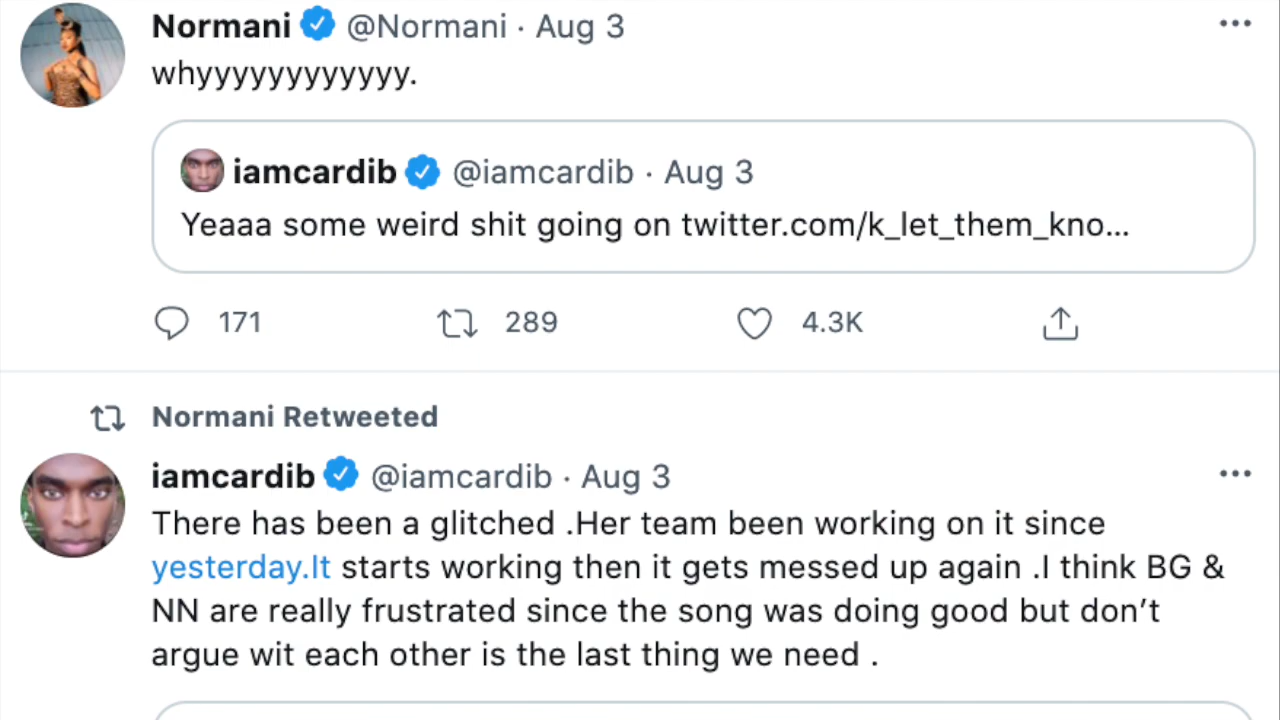 Normani @Normani · Aug 3
whyyyyyyyyyyyy.
iamcardib @iamcardib · Aug 3
Yeaaa some weird shit going on twitter.com/k_let_them_kno...
171 289 4.3K
Normani Retweeted
iamcardib @iamcardib · Aug 3
There has been a glitched .Her team been working on it since
yesterday.It starts working then it gets messed up again .I think BG &
NN are really frustrated since the song was doing good but don’t
argue wit each other is the last thing we need .